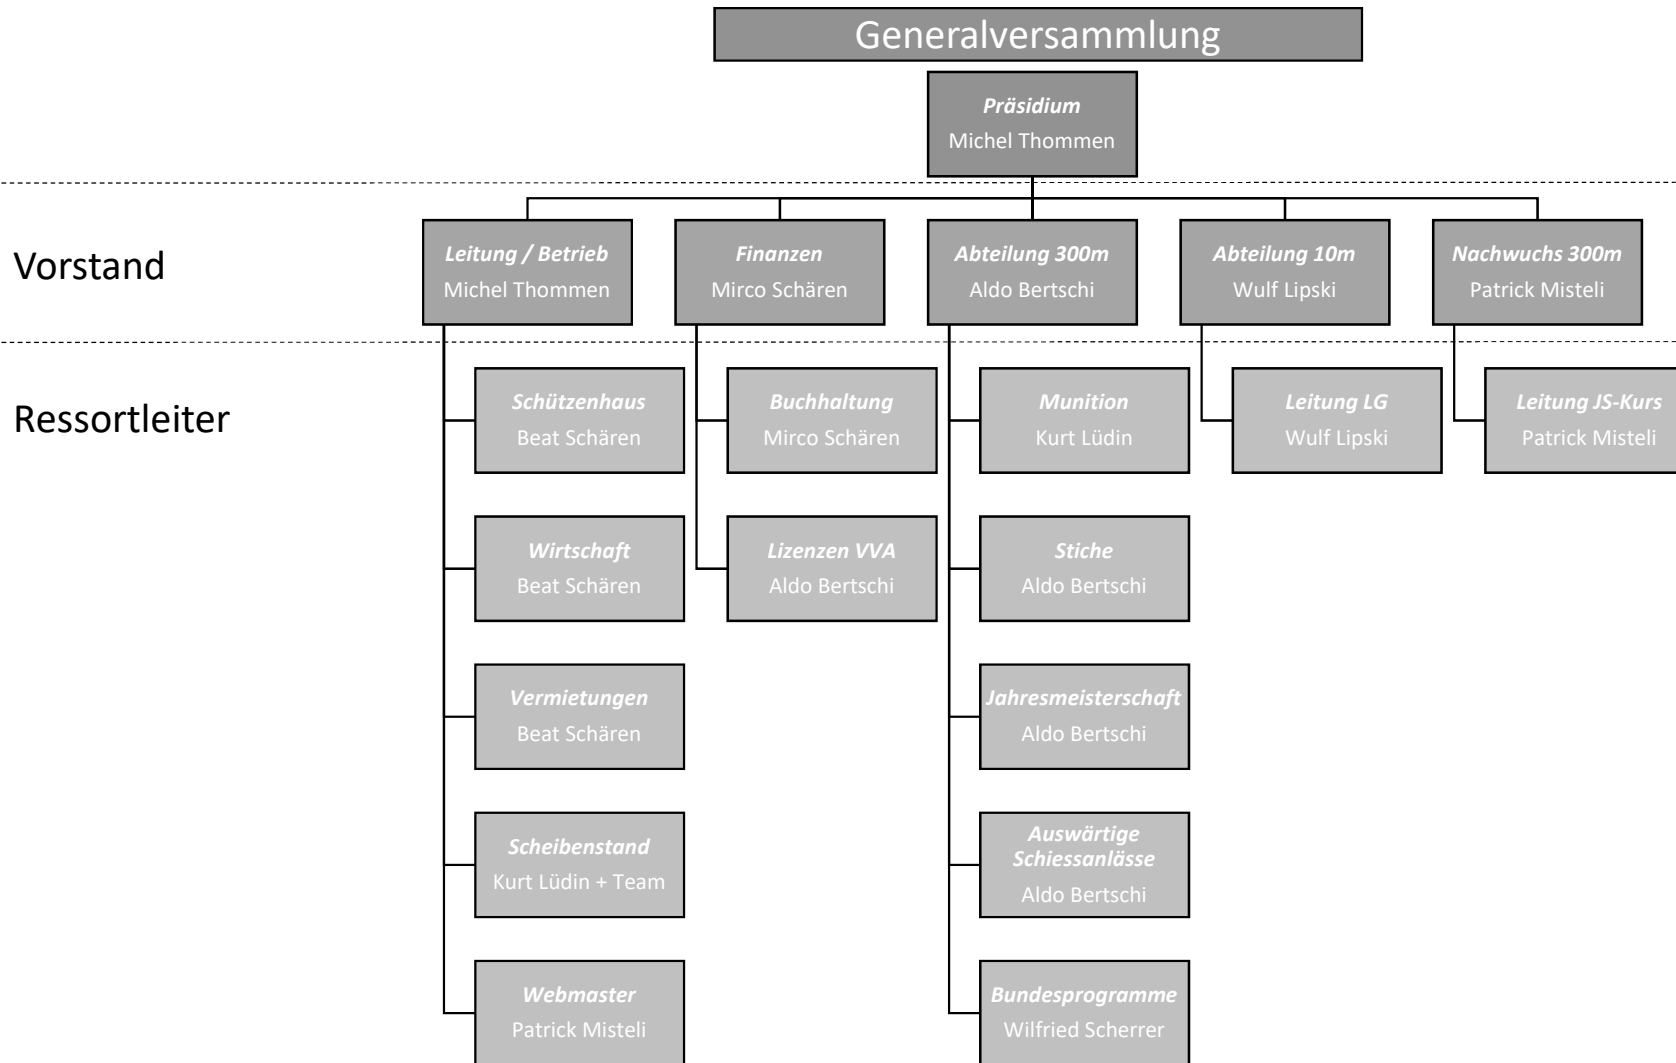 Generalversammlung
Präsidium
Michel Thommen
Vorstand
Leitung / Betrieb
Michel Thommen
Finanzen
Mirco Schären
Abteilung 300m
Aldo Bertschi
Abteilung 10m
Wulf Lipski
Nachwuchs 300m
Patrick Misteli
Ressortleiter
Schützenhaus
Beat Schären
Buchhaltung
Mirco Schären
Munition
Kurt Lüdin
Leitung LG
Wulf Lipski
Leitung JS-Kurs
Patrick Misteli
Wirtschaft
Beat Schären
Lizenzen VVA
Aldo Bertschi
Stiche
Aldo Bertschi
Vermietungen
Beat Schären
Jahresmeisterschaft
Aldo Bertschi
Scheibenstand
Kurt Lüdin + Team
Auswärtige
Schiessanlässe
Aldo Bertschi
Webmaster
Patrick Misteli
Bundesprogramme
Wilfried Scherrer